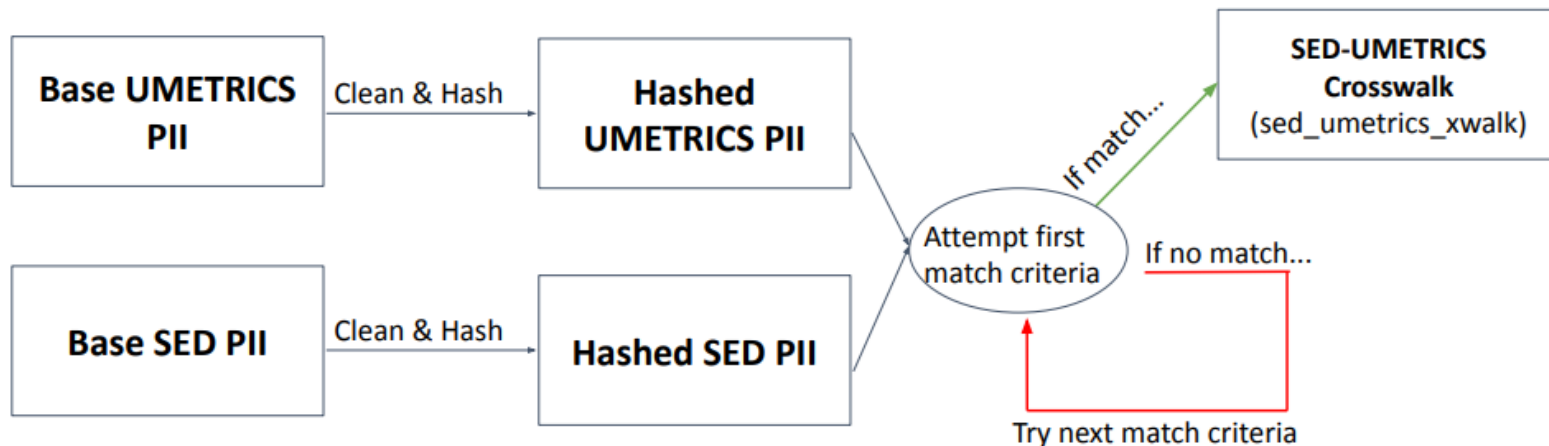 Base UMETRICS
PII
Clean & Hash
Hashed
UMETRICS PII
If match...
SED-UMETRICS
Crosswalk
(sed_umetrics_xwalk)
Attempt first
match criteria
If no match...
Base SED PII
Clean & Hash
Hashed SED PII
Try next match criteria